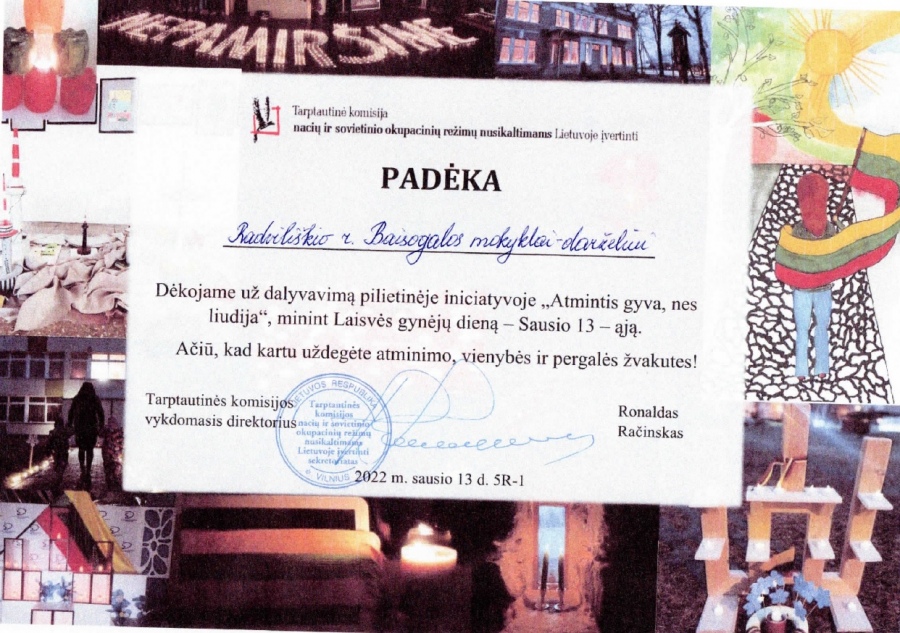 NEPAMIRŠIME
Tarptautinė komisija
nacių ir sovietinio okupacinių režimų nusikaltimams Lietuvoje įvertinti
PADĖKA
Radviliškio r. Baisogalos mokyklai-darželiui
Dėkojame už dalyvavimą pilietinėje iniciatyvoje „Atmintis gyva, nes
liudija“, minint Laisvės gynėjų dieną – Sausio 13 – ąją.
Ačiū, kad kartu uždegėte atminimo, vienybės ir pergalės žvakutes!
Tarptautinės komisijos
vykdomasis direktorius
LIETUVOS RESPUBLIKA
Tarptautinės
komisijos
nacių ir sovietinio
okupacinių režimų
nusikaltimams
Lietuvoje įvertinti
sekretoriatas
VILNIUS
Ronaldas
Račinskas
2022 m. sausio 13 d. 5R-1